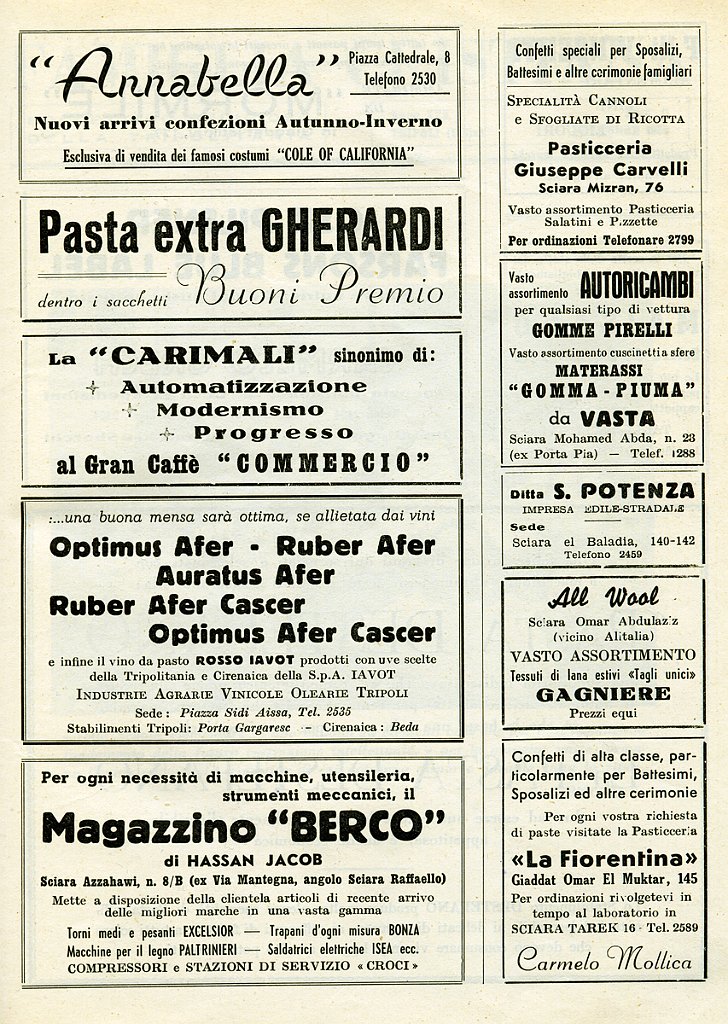 "Annabella"
Piazza Cattedrale, 8
Telefono 2530
Nuovi arrivi confezioni Autunno-Inverno
Esclusiva di vendita dei famosi costumi "COLE OF CALIFORNIA"
Pasta extra GHERARDI
dentro i sacchetti Buoni Premio
La "CARIMALI" sinonimo di:
+ Automatizzazione
+ Modernismo
+ Progresso
al Gran Caffè "COMMERCIO"
:...una buona mensa sarà ottima, se allietata dai vini
Optimus Afer - Ruber Afer
Auratus Afer
Ruber Afer Cascer
Optimus Afer Cascer
e infine il vino da pasto ROSSO IAVOT prodotti con uve scelte
della Tripolitania e Cirenaica della S.p.A. IAVOT
INDUSTRIE AGRARIE VINICOLE OLEARIE TRIPOLI
Sede : Piazza Sidi Aissa, Tel. 2535
Stabilimenti Tripoli: Porta Gargaresc - Cirenaica : Beda
Per ogni necessità di macchine, utensileria,
strumenti meccanici, il
Magazzino "BERCO"
di HASSAN JACOB
Sciara Azzahawi, n. 8/B (ex Via Mantegna, angolo Sciara Raffaello)
Mette a disposizione della clientela articoli di recente arrivo
delle migliori marche in una vasta gamma
Torni medi e pesanti EXCELSIOR — Trapani d'ogni misura BONZA
Macchine per il legno PALTRINIERI — Saldatrici elettriche ISEA ecc.
COMPRESSORI e STAZIONI DI SERVIZIO « CROCI »
Confetti speciali per Sposalizi,
Battesimi e altre cerimonie famigliari
SPECIALITÀ CANNOLI
E SFOGLIATE DI RICOTTA
Pasticceria
Giuseppe Carvelli
Sciara Mizran, 76
Vasto assortimento Pasticceria
Salatini e Pizzette
Per ordinazioni Telefonare 2799
Vasto
assortimento AUTORICAMBI
per qualsiasi tipo di vettura
GOMME PIRELLI
Vasto assortimento cuscinetti a sfere
MATERASSI
"GOMMA - PIUMA"
da VASTA
Sciara Mohamed Abda, n. 23
(ex Porta Pia) — Telef. 1288
Ditta S. POTENZA
IMPRESA EDILE-STRADALE
Sede
Sciara el Baladia, 140-142
Telefono 2459
All Wool
Sciara Omar Abdulaziz
(vicino Alitalia)
VASTO ASSORTIMENTO
Tessuti di lana estivi «Tagli unici»
GAGNIERE
Prezzi equi
Confetti di alta classe, par-
ticolarmente per Battesimi,
Sposalizi ed altre cerimonie
Per ogni vostra richiesta
di paste visitate la Pasticceria
«La Fiorentina»
Giaddat Omar El Muktar, 145
Per ordinazioni rivolgetevi in
tempo al laboratorio in
SCIARA TAREK 16 - Tel. 2589
Carmelo Mollica